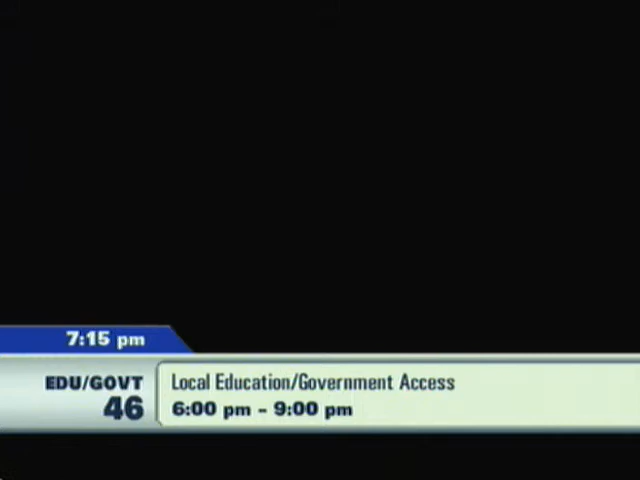 7:15 pm
EDU/GOVT
46
Local Education/Government Access
6:00 pm - 9:00 pm